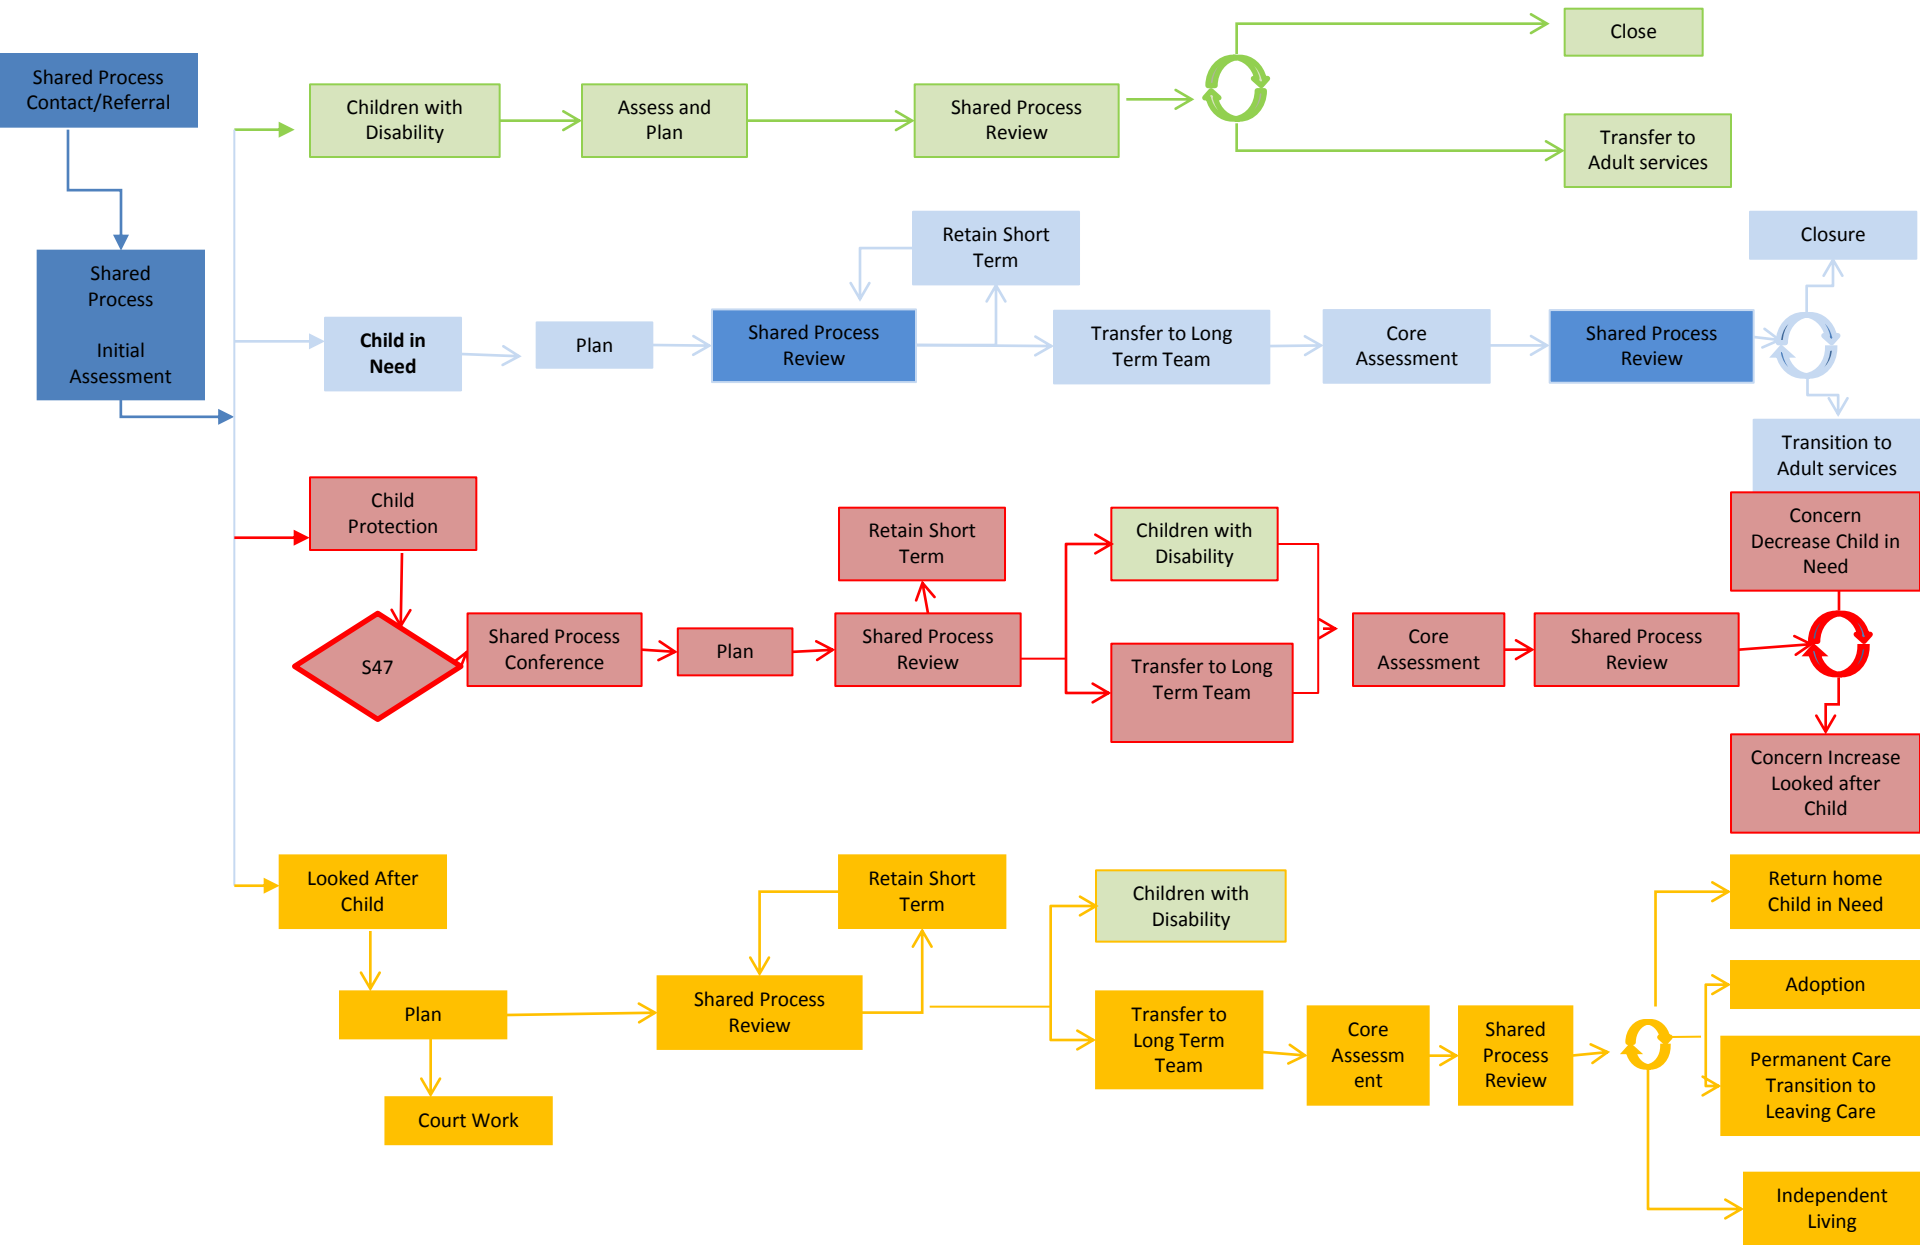 Shared Process
Contact/Referral
Shared
Process
Initial
Assessment
Children with
Disability
Assess and
Plan
Shared Process
Review
Close
Transfer to
Adult services
Child in
Need
Plan
Shared Process
Review
Retain Short
Term
Transfer to Long
Term Team
Core
Assessment
Shared Process
Review
Closure
Transition to
Adult services
Child
Protection
S47
Shared Process
Conference
Plan
Shared Process
Review
Retain Short
Term
Children with
Disability
Transfer to Long
Term Team
Core
Assessment
Shared Process
Review
Concern
Decrease Child in
Need
Concern Increase
Looked after
Child
Looked After
Child
Plan
Court Work
Shared Process
Review
Retain Short
Term
Children with
Disability
Transfer to
Long Term
Team
Core
Assessm
ent
Shared
Process
Review
Return home
Child in Need
Adoption
Permanent Care
Transition to
Leaving Care
Independent
Living